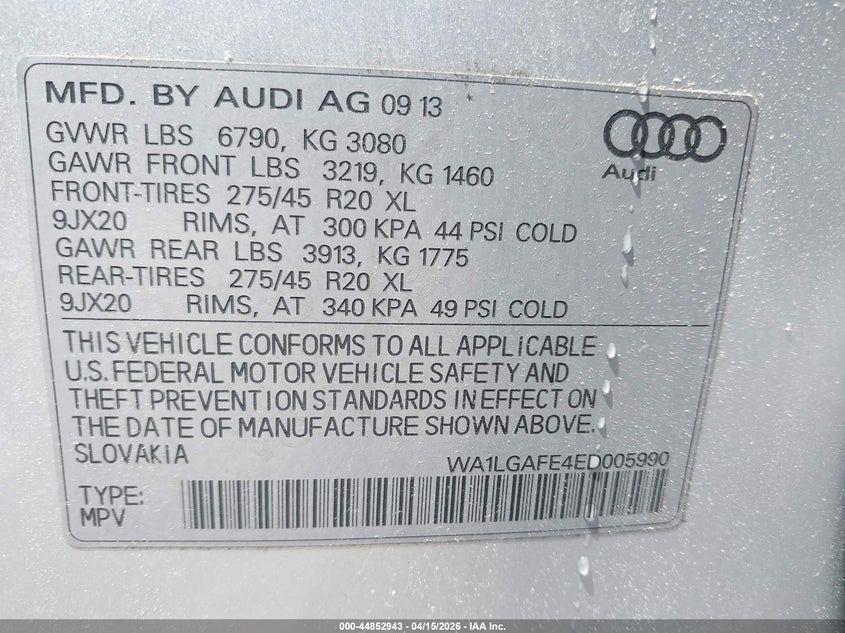 MFD. BY AUDI AG 09 13
GVWR LBS 6790, KG 3080
GAWR FRONT LBS 3219, KG 1460
FRONT-TIRES 275/45 R20 XL
9JX20 RIMS, AT 300 KPA 44 PSI COLD
GAWR REAR LBS 3913, KG 1775
REAR-TIRES 275/45 R20 XL
9JX20 RIMS, AT 340 KPA 49 PSI COLD
Audi
THIS VEHICLE CONFORMS TO ALL APPLICABLE
U.S. FEDERAL MOTOR VEHICLE SAFETY AND
THEFT PREVENTION STANDARDS IN EFFECT ON
THE DATE OF MANUFACTURE SHOWN ABOVE.
SLOVAKIA
WA1LGAFE4ED005990
TYPE:
MPV
000-44852943 - 04/15/2026 - IAA Inc.